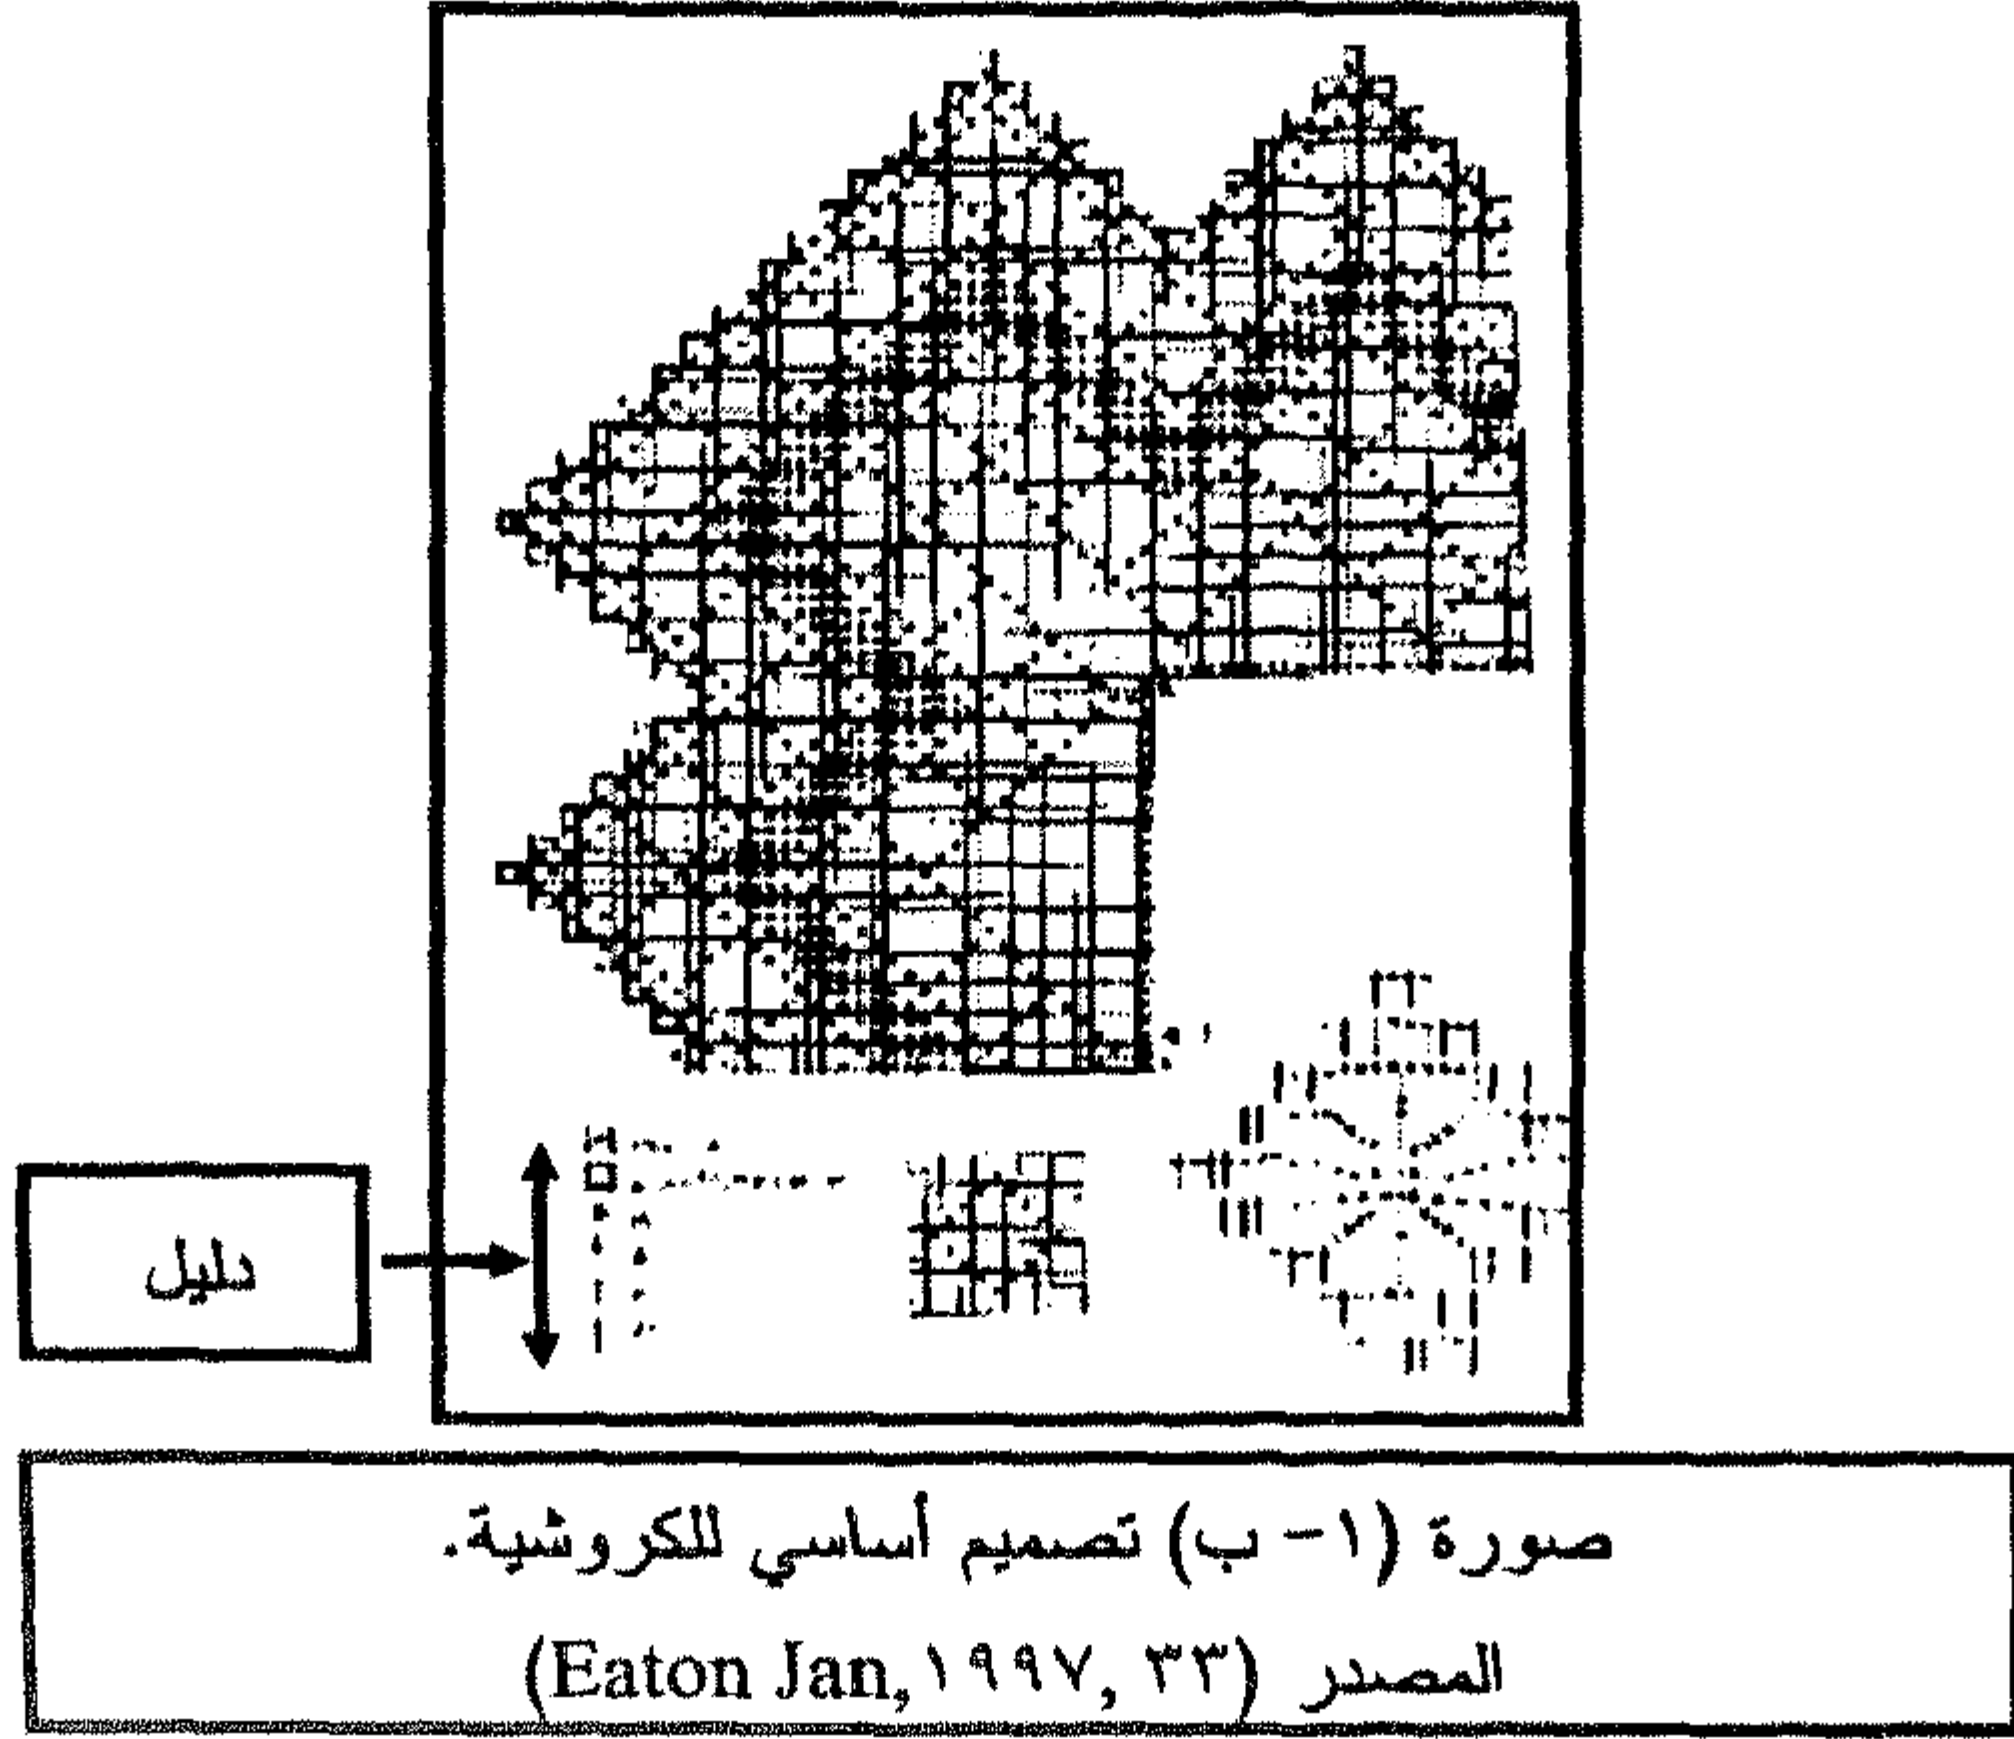 دليل
صورة (١- ب) تصميم أساسي للكروشية.
المصدر (Eaton Jan, ١٩٩٧, ٣٣)